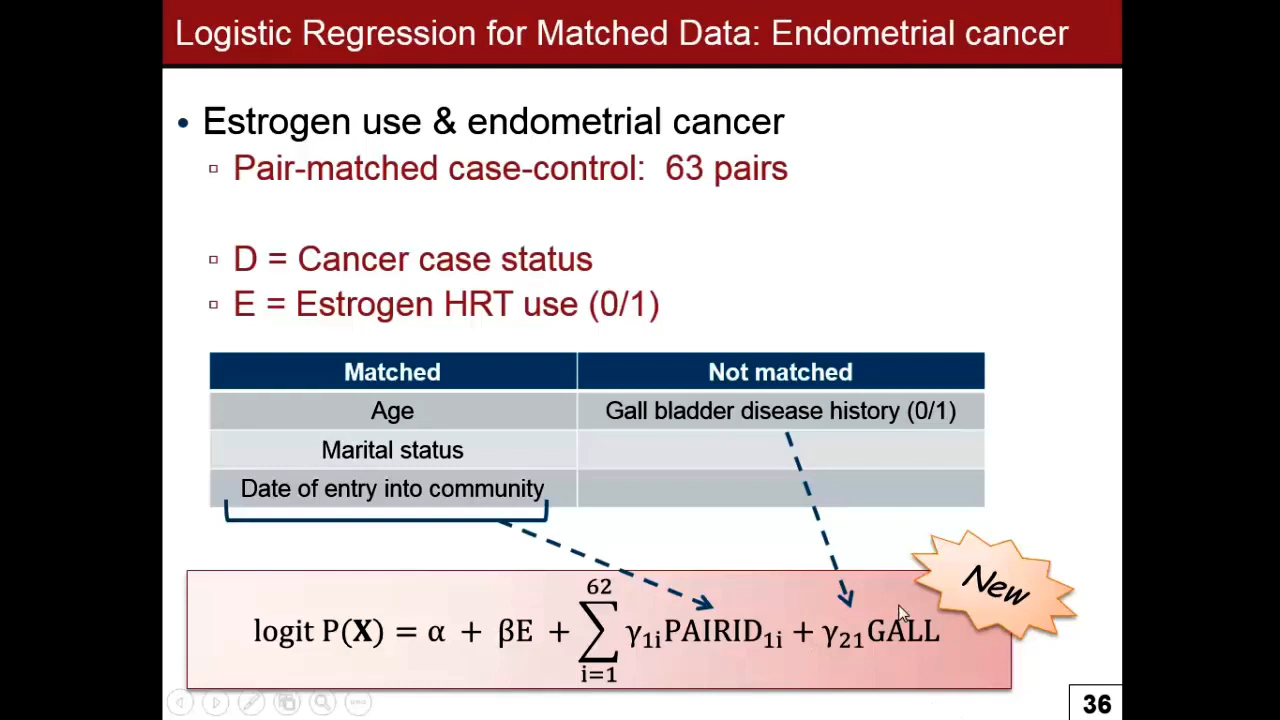 Logistic Regression for Matched Data: Endometrial cancer
• Estrogen use & endometrial cancer
▫ Pair-matched case-control: 63 pairs
▫ D = Cancer case status
▫ E = Estrogen HRT use (0/1)
Matched Not matched
Age Gall bladder disease history (0/1)
Marital status
Date of entry into community
New
62
logit P(X) = α + βE + ∑ γ₁ᵢPAIRID₁ᵢ + γ₂₁GALL
i=1
36